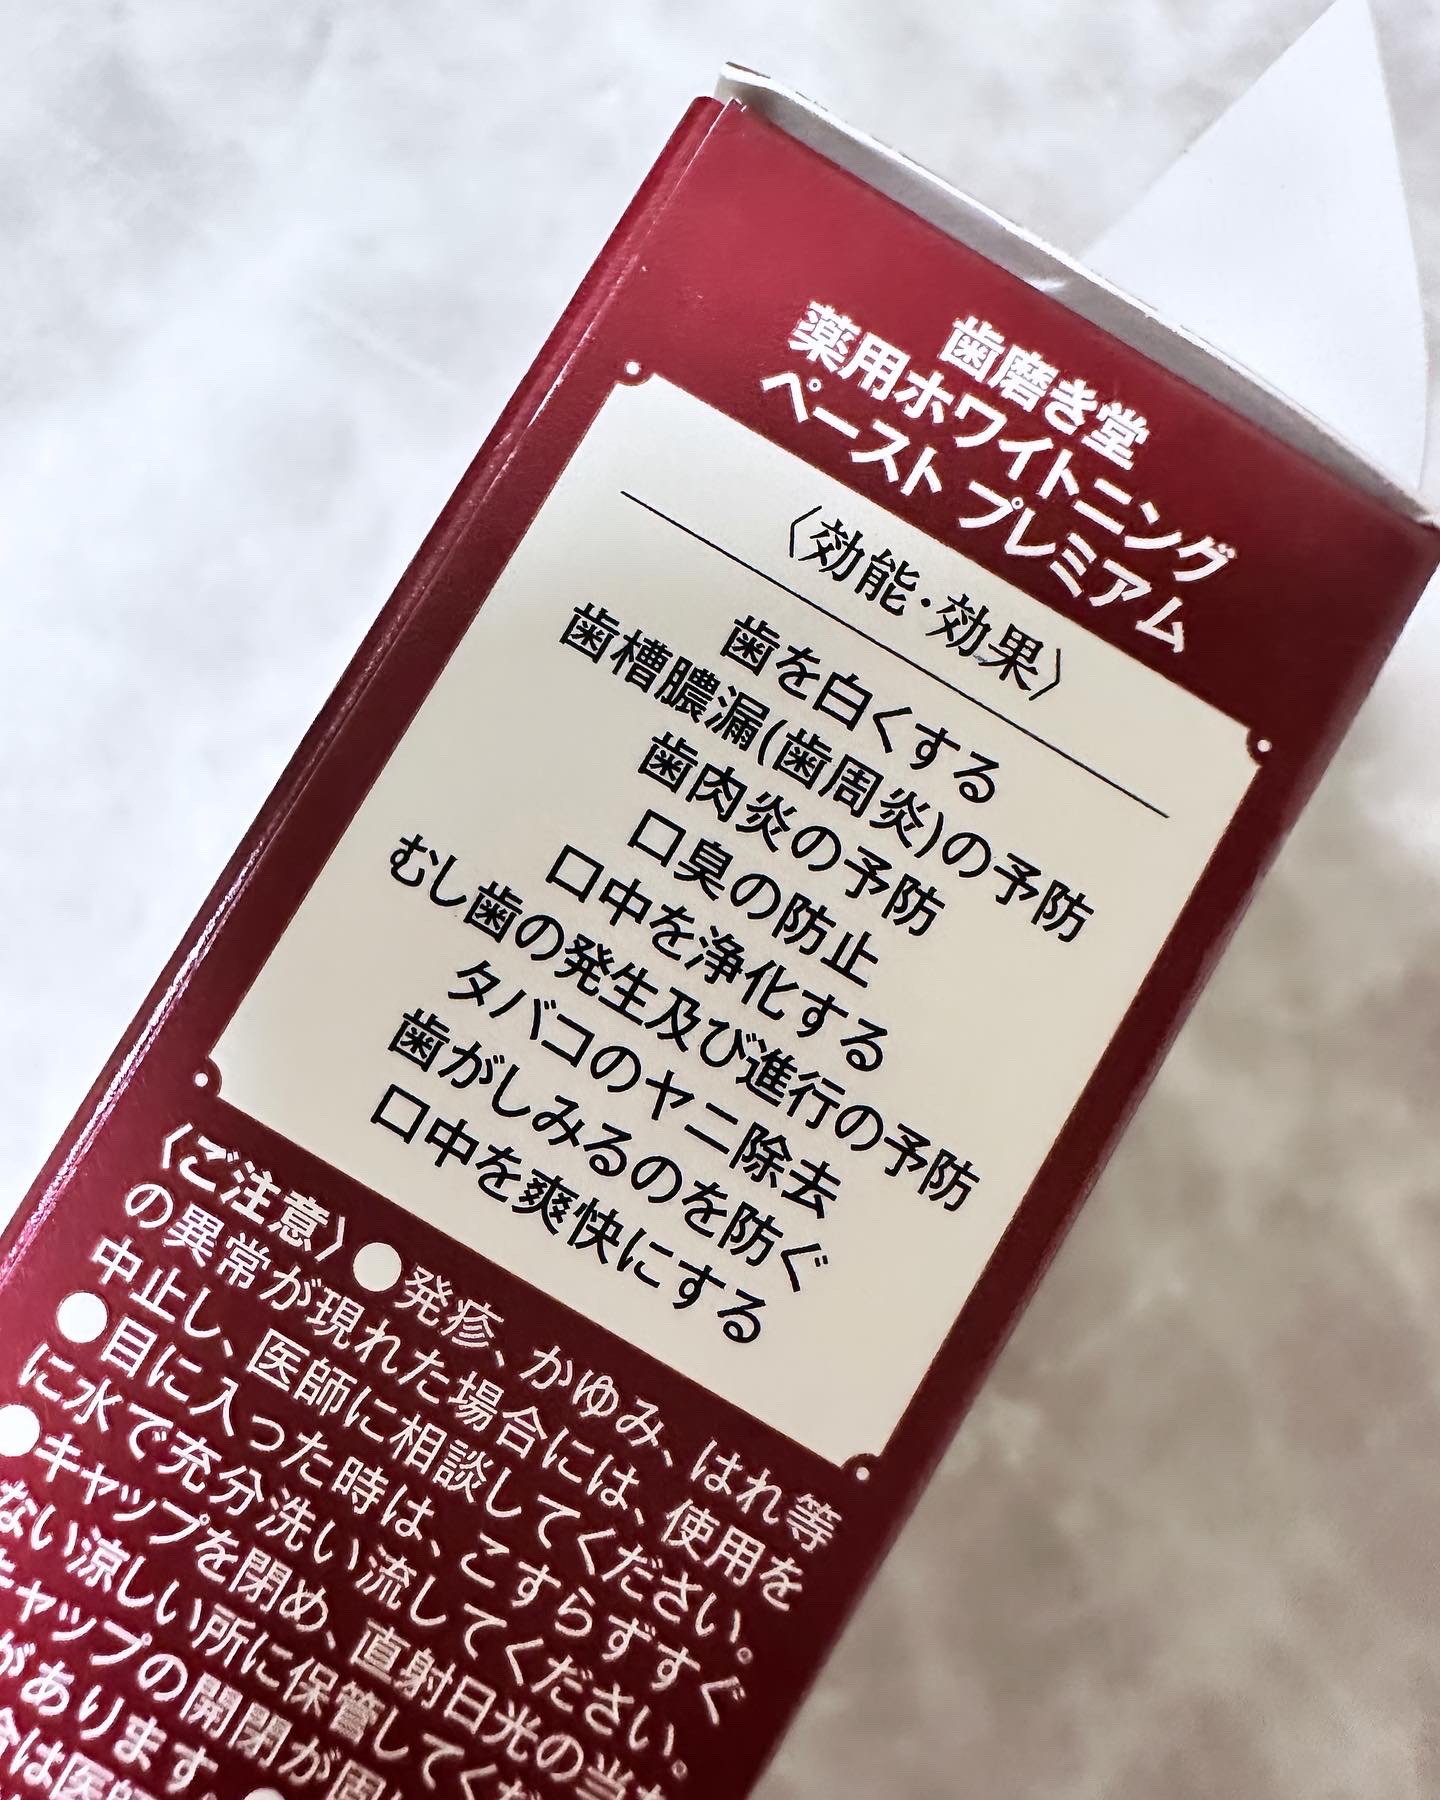 歯磨き堂
薬用ホワイトニング
ペースト プレミアム
〈効能・効果〉
歯を白くする
歯槽膿漏(歯周炎)の予防
歯肉炎の予防
口臭の防止
口中を浄化する
むし歯の発生及び進行の予防
タバコのヤニ除去
歯がしみるのを防ぐ
口中を爽快にする
〈ご注意〉●発疹、かゆみ、はれ等
の異常が現れた場合には、使用を
中止し、医師に相談してください。
●目に入った時は、こすらずすぐ
に水で充分洗い流してください。
●キャップを閉め、直射日光の当た
ない涼しい所に保管してくだ
キャップの開閉が固
があります
合は医師